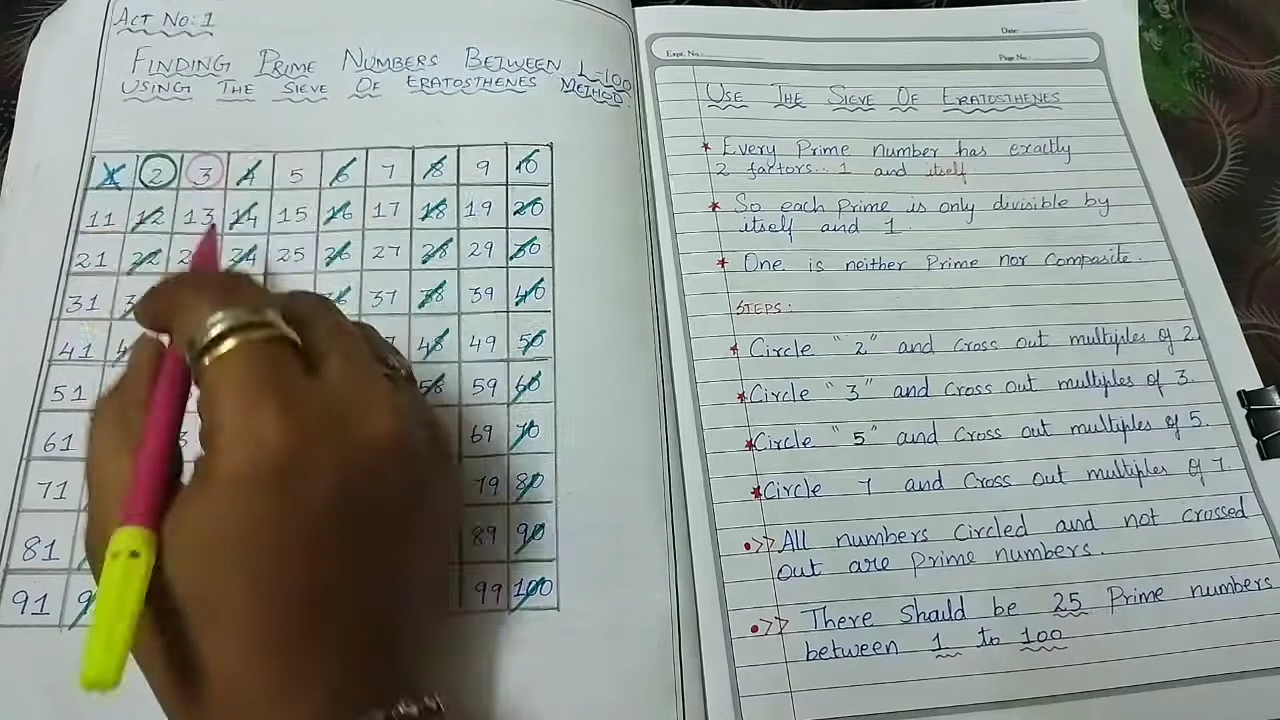 ACT NO: 1
FINDING PRIME NUMBERS BETWEEN 1-100
USING THE SIEVE OF ERATOSTHENES METHOD.
1 2 3 4 5 6 7 8 9 10
11 12 13 14 15 16 17 18 19 20
21 22 24 25 26 27 28 29 30
31 37 38 39 40
41 48 49 50
51 58 59 60
61 69 70
71 79 80
81 89 90
91 99 100
Expt. No.
Date:
Page No.
USE THE SIEVE OF ERATOSTHENES
* Every Prime number has exactly
2 factors.. 1 and itself
* So each prime is only divisible by
itself and 1.
* One is neither Prime nor Composite.
STEPS:
* Circle "2" and cross out multiples of 2.
* Circle "3" and cross out multiples of 3.
* Circle "5" and cross out multiples of 5.
* Circle 7 and cross out multiples of 7.
•>> All numbers circled and not crossed
out are prime numbers.
•>> There should be 25 Prime numbers
between 1 to 100